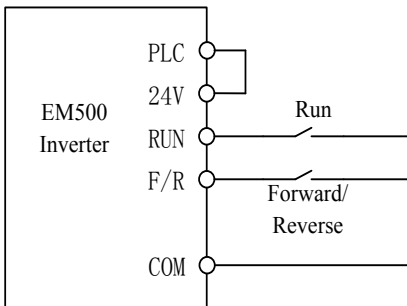 PLC
24V
EM500
Inverter
RUN
Run
F/R
Forward/
Reverse
COM